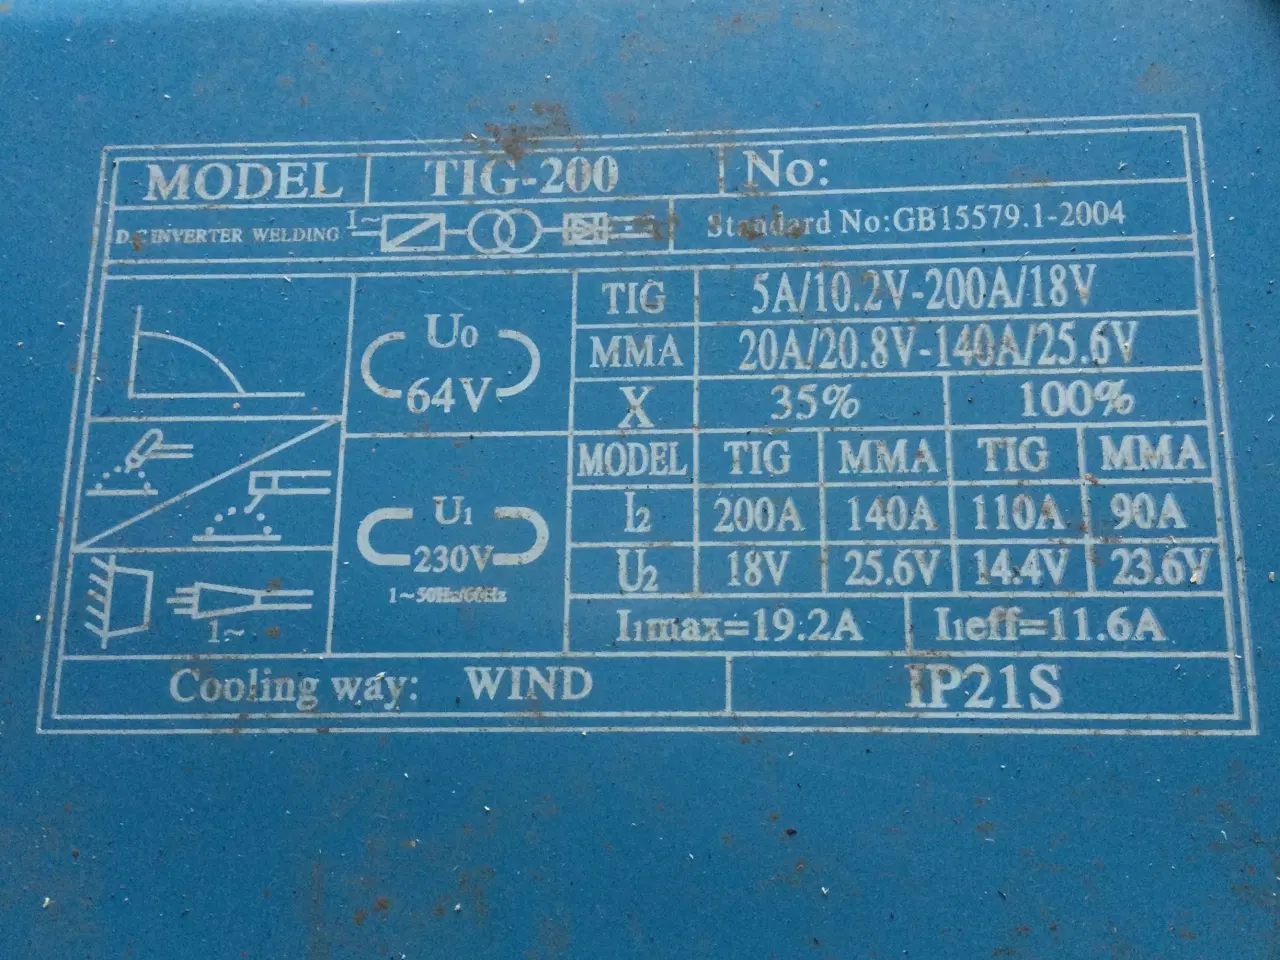 MODEL TIG-200 No:
D.C INVERTER WELDING 1~ Standard No:GB15579.1-2004
TIG 5A/10.2V-200A/18V
U0 64V
MMA 20A/20.8V-140A/25.6V
X 35% 100%
MODEL TIG MMA TIG MMA
U1 230V
1~50Hz/60Hz
I2 200A 140A 110A 90A
U2 18V 25.6V 14.4V 23.6V
1~
I1max=19.2A I1eff=11.6A
Cooling way: WIND IP21S